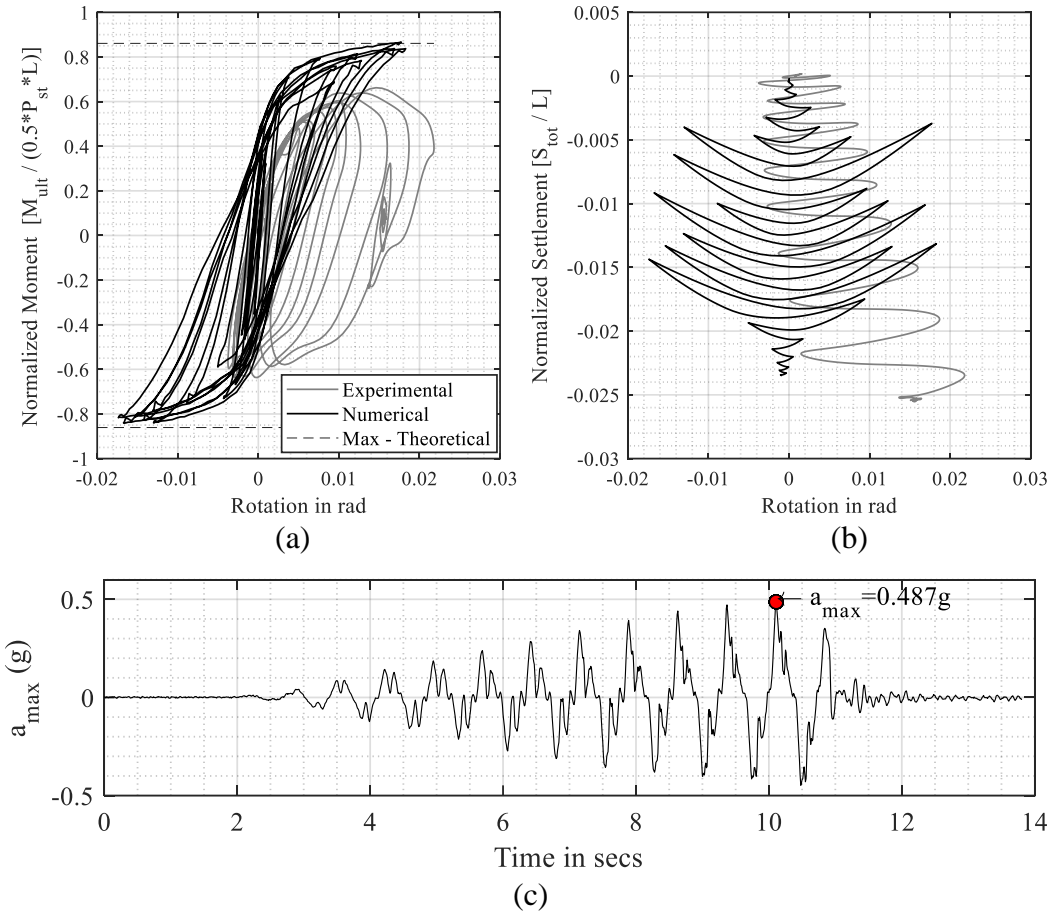 1
0.8
0.6
0.4
0.2
0
-0.2
-0.4
-0.6
-0.8
-1
Normalized Moment [M_ult / (0.5*P_st *L)]
Experimental
Numerical
Max - Theoretical
-0.02 -0.01 0 0.01 0.02 0.03
Rotation in rad
(a)
0.005
0
-0.005
-0.01
-0.015
-0.02
-0.025
-0.03
Normalized Settlement [S_tot / L]
-0.02 -0.01 0 0.01 0.02 0.03
Rotation in rad
(b)
0.5
0
-0.5
a_max (g)
a_max=0.487g
0 2 4 6 8 10 12 14
Time in secs
(c)